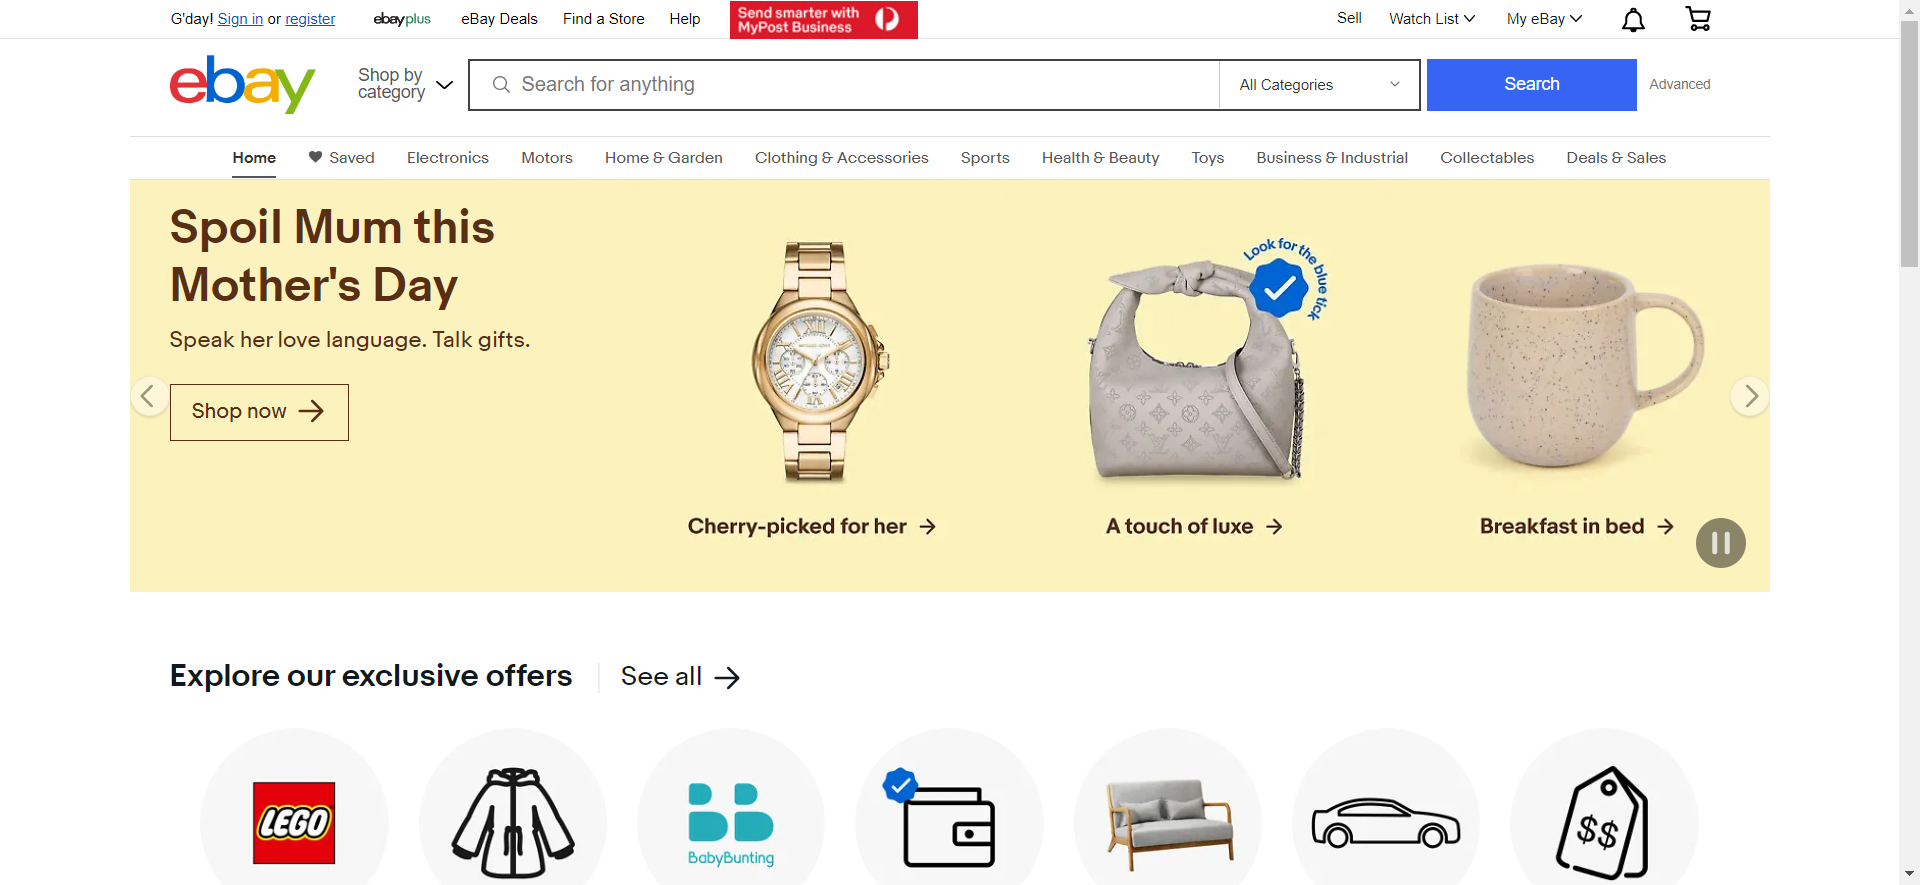 G'day! Sign in or register
ebayplus
eBay Deals
Find a Store
Help
Send smarter with
MyPost Business
Sell
Watch List
My eBay
ebay
Shop by
category
Search for anything
All Categories
Search
Advanced
Home
Saved
Electronics
Motors
Home & Garden
Clothing & Accessories
Sports
Health & Beauty
Toys
Business & Industrial
Collectables
Deals & Sales
Spoil Mum this
Mother's Day
Speak her love language. Talk gifts.
Shop now
Look for the blue tick
Cherry-picked for her
A touch of luxe
Breakfast in bed
Explore our exclusive offers
See all
LEGO
BabyBunting
$$